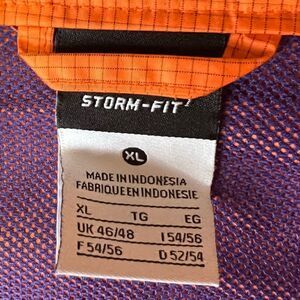 STORM-FIT
XL
MADE IN INDONESIA
FABRIQUE EN INDONESIE
XL TG EG
UK 46/48 I 54/56
F 54/56 D 52/54